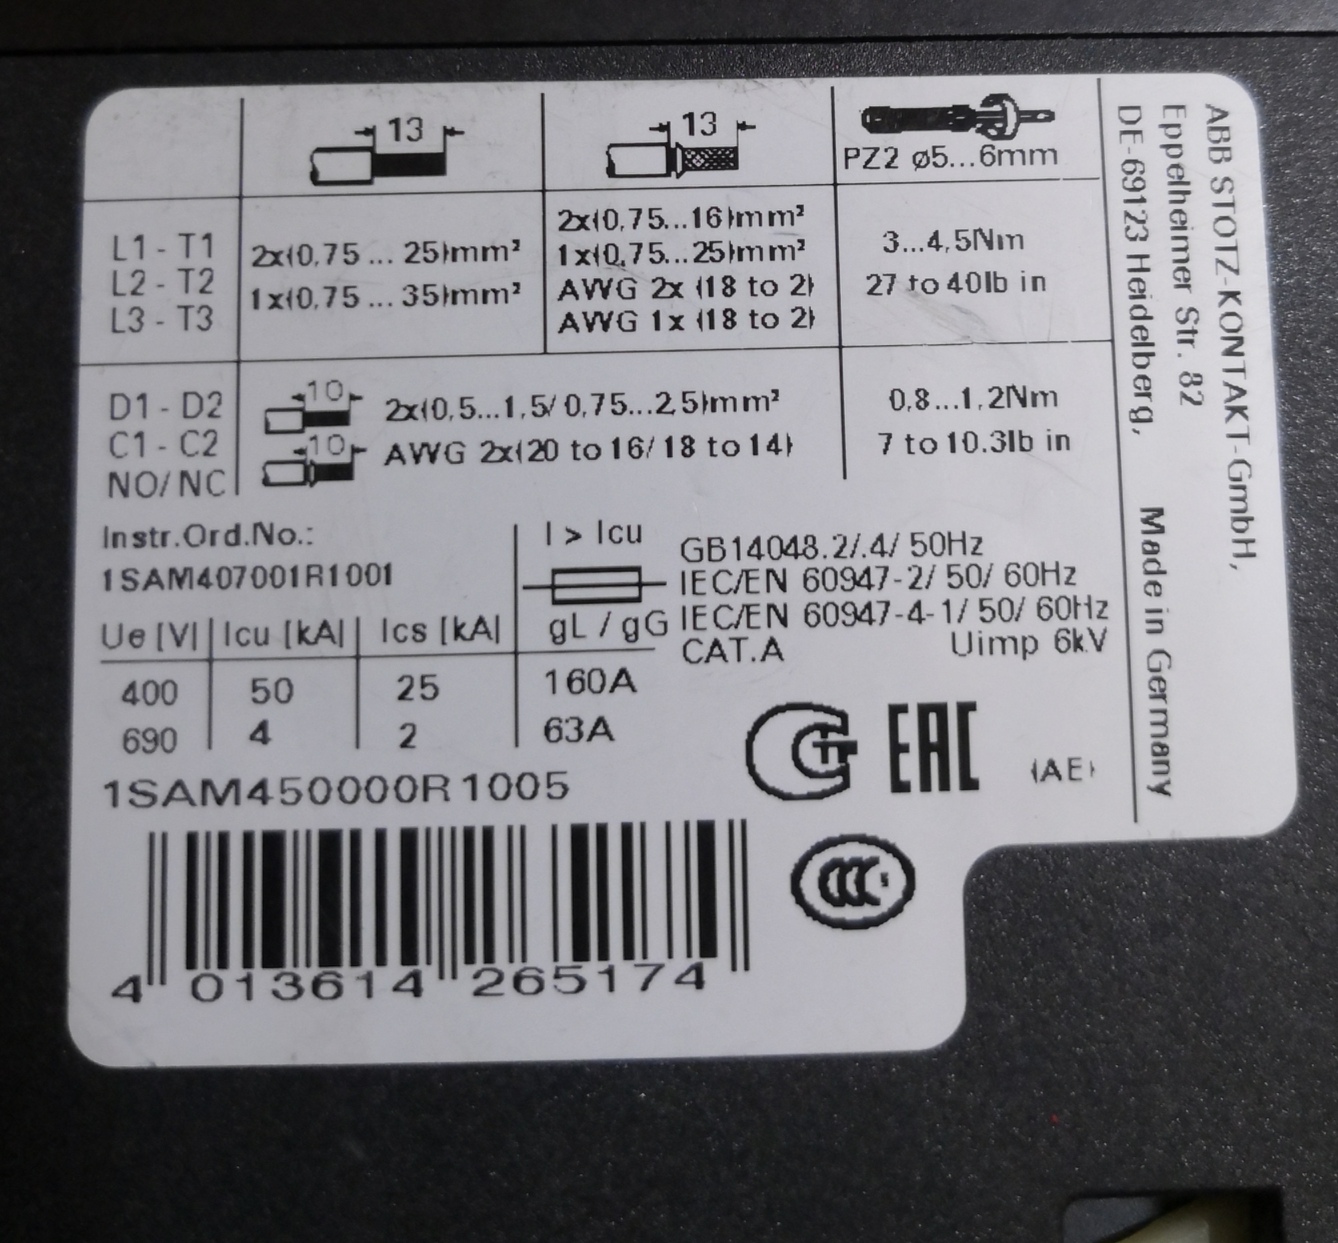 13
13
PZ2 ø5...6mm
L1 - T1
L2 - T2
L3 - T3
2x(0,75 ... 25)mm²
1x(0,75 ... 35)mm²
2x(0,75...16)mm²
1x(0,75...25)mm²
AWG 2x (18 to 2)
AWG 1x (18 to 2)
3...4,5Nm
27 to 40lb in
D1 - D2
C1 - C2
NO/NC
10
10
2x(0,5...1,5/ 0,75...2,5)mm²
AWG 2x(20 to 16/ 18 to 14)
0,8...1,2Nm
7 to 10.3lb in
Instr.Ord.No.:
1SAM407001R1001
Ue [V] Icu [kA] Ics [kA]
400 50 25
690 4 2
I > Icu
gL / gG
160A
63A
GB14048.2/.4/ 50Hz
IEC/EN 60947-2/ 50/ 60Hz
IEC/EN 60947-4-1/ 50/ 60Hz
CAT.A Uimp 6kV
EAC
(AE)
1SAM450000R1005
CCC
4 013614 265174
ABB STOTZ-KONTAKT-GmbH,
Eppelheimer Str. 82
DE-69123 Heidelberg, Made in Germany